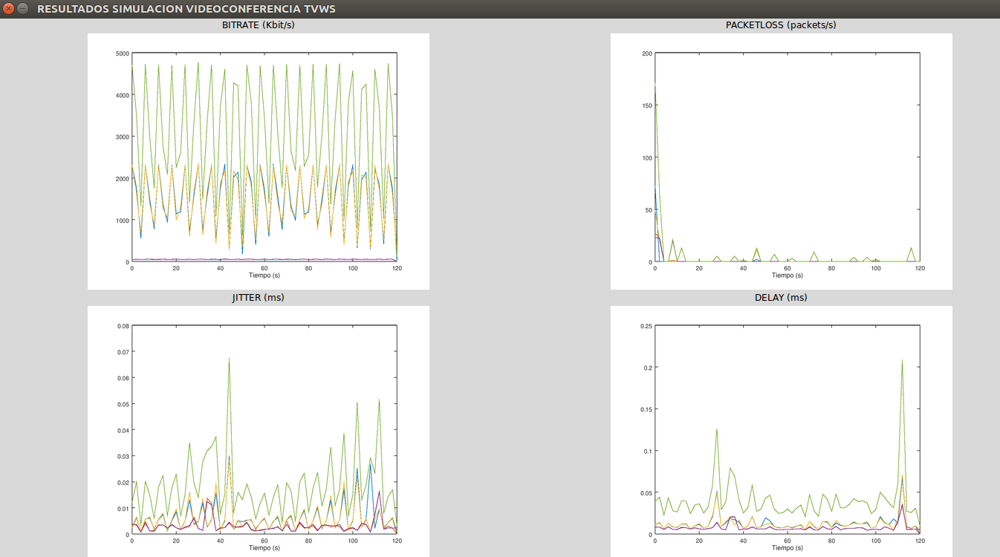 RESULTADOS SIMULACION VIDEOCONFERENCIA TVWS
BITRATE (Kbit/s)
5000
4000
3000
2000
1000
0
0 20 40 60 80 100 120
Tiempo (s)
PACKETLOSS (packets/s)
200
150
100
50
0
0 20 40 60 80 100 120
Tiempo (s)
JITTER (ms)
0.08
0.07
0.06
0.05
0.04
0.03
0.02
0.01
0
0 20 40 60 80 100 120
Tiempo (s)
DELAY (ms)
0.25
0.2
0.15
0.1
0.05
0
0 20 40 60 80 100 120
Tiempo (s)